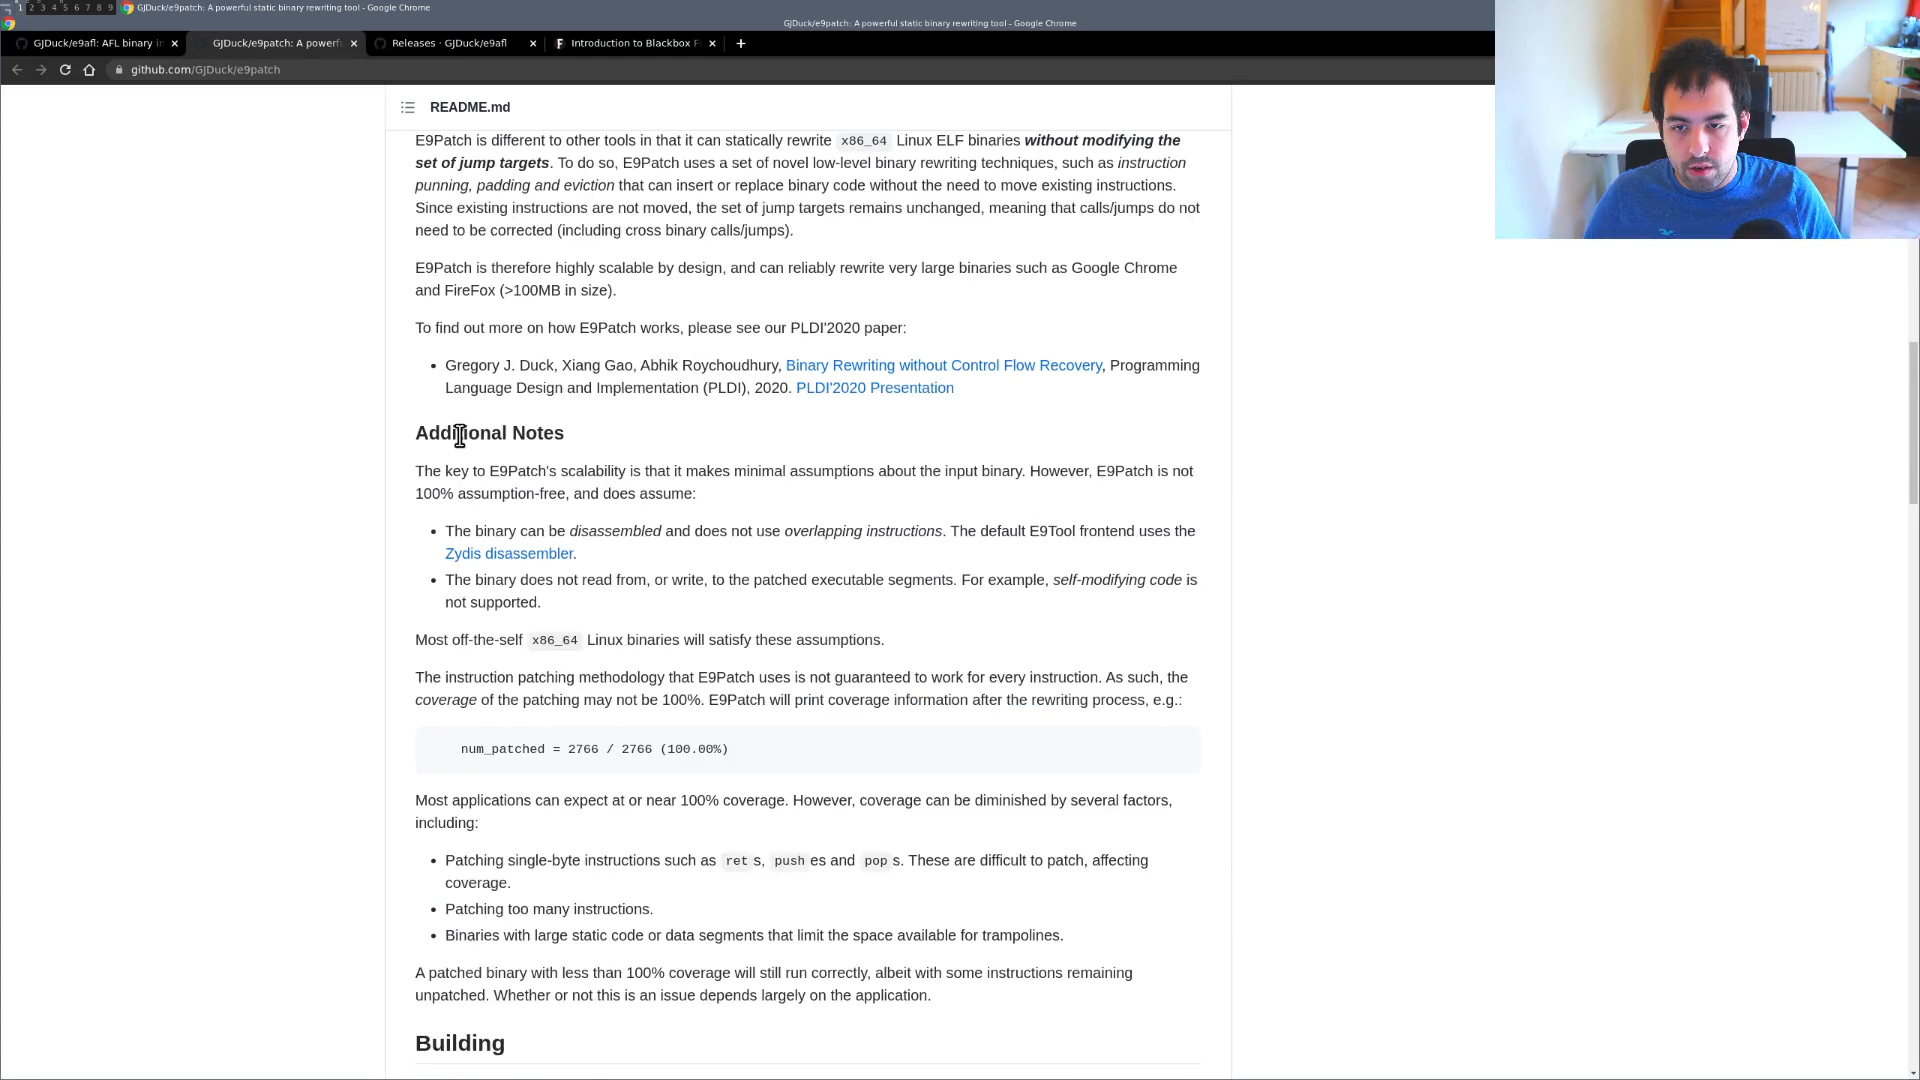 1 2 3 4 5 6 7 8 9 GJDuck/e9patch: A powerful static binary rewriting tool - Google Chrome
GJDuck/e9patch: A powerful static binary rewriting tool - Google Chrome
GJDuck/e9afl: AFL binary in GJDuck/e9patch: A powerfu Releases · GJDuck/e9afl Introduction to Blackbox F
github.com/GJDuck/e9patch
README.md
E9Patch is different to other tools in that it can statically rewrite x86_64 Linux ELF binaries without modifying the
set of jump targets. To do so, E9Patch uses a set of novel low-level binary rewriting techniques, such as instruction
punning, padding and eviction that can insert or replace binary code without the need to move existing instructions.
Since existing instructions are not moved, the set of jump targets remains unchanged, meaning that calls/jumps do not
need to be corrected (including cross binary calls/jumps).
E9Patch is therefore highly scalable by design, and can reliably rewrite very large binaries such as Google Chrome
and FireFox (>100MB in size).
To find out more on how E9Patch works, please see our PLDI'2020 paper:
• Gregory J. Duck, Xiang Gao, Abhik Roychoudhury, Binary Rewriting without Control Flow Recovery, Programming
Language Design and Implementation (PLDI), 2020. PLDI'2020 Presentation
Additional Notes
The key to E9Patch's scalability is that it makes minimal assumptions about the input binary. However, E9Patch is not
100% assumption-free, and does assume:
• The binary can be disassembled and does not use overlapping instructions. The default E9Tool frontend uses the
Zydis disassembler.
• The binary does not read from, or write, to the patched executable segments. For example, self-modifying code is
not supported.
Most off-the-self x86_64 Linux binaries will satisfy these assumptions.
The instruction patching methodology that E9Patch uses is not guaranteed to work for every instruction. As such, the
coverage of the patching may not be 100%. E9Patch will print coverage information after the rewriting process, e.g.:
num_patched = 2766 / 2766 (100.00%)
Most applications can expect at or near 100% coverage. However, coverage can be diminished by several factors,
including:
• Patching single-byte instructions such as ret s, push es and pop s. These are difficult to patch, affecting
coverage.
• Patching too many instructions.
• Binaries with large static code or data segments that limit the space available for trampolines.
A patched binary with less than 100% coverage will still run correctly, albeit with some instructions remaining
unpatched. Whether or not this is an issue depends largely on the application.
Building